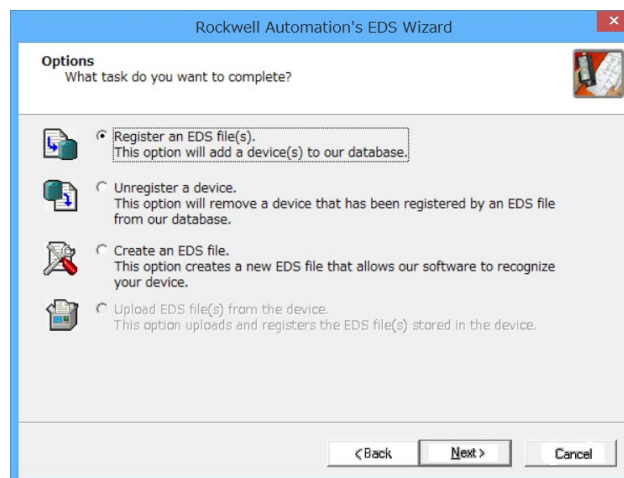 Rockwell Automation's EDS Wizard
Options
What task do you want to complete?
Register an EDS file(s).
This option will add a device(s) to our database.
Unregister a device.
This option will remove a device that has been registered by an EDS file
from our database.
Create an EDS file.
This option creates a new EDS file that allows our software to recognize
your device.
Upload EDS file(s) from the device.
This option uploads and registers the EDS file(s) stored in the device.
<Back
Next >
Cancel